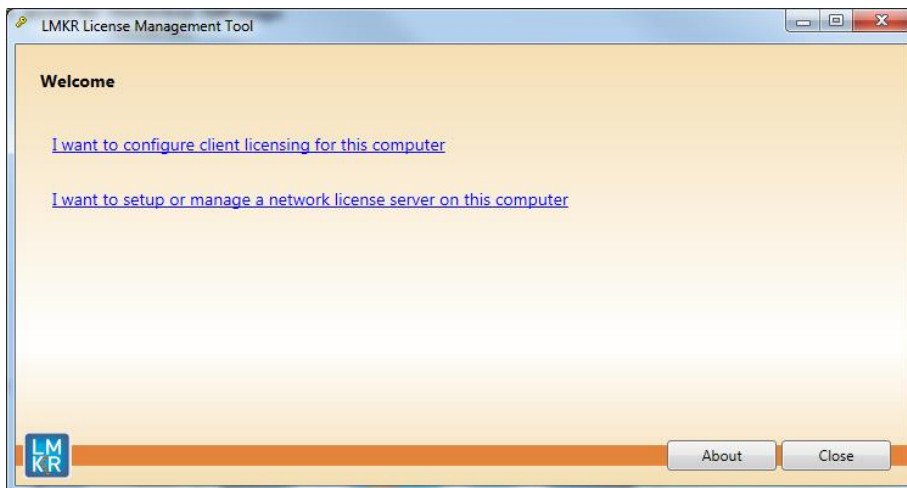 LMKR License Management Tool
Welcome
I want to configure client licensing for this computer
I want to setup or manage a network license server on this computer
LM
KR
About
Close